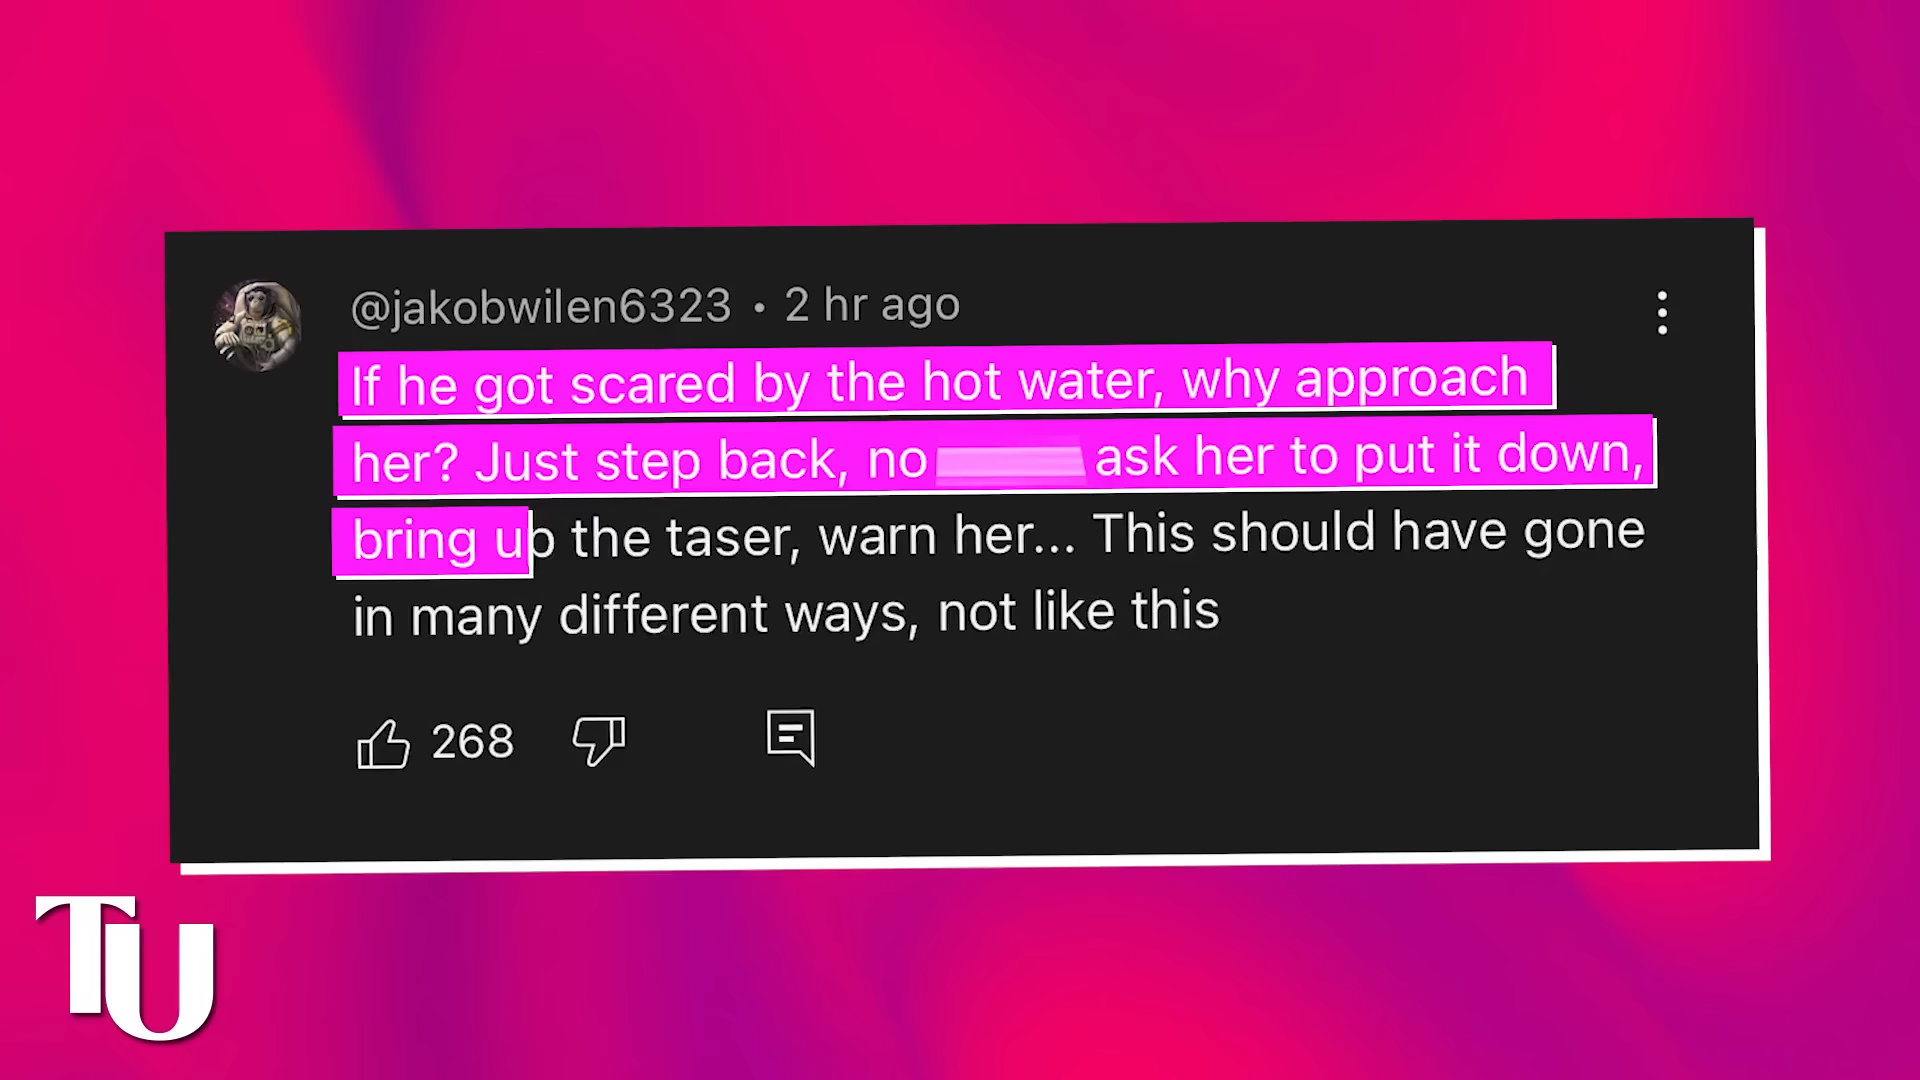 @jakobwilen6323 • 2 hr ago
If he got scared by the hot water, why approach
her? Just step back, no ask her to put it down,
bring up the taser, warn her... This should have gone
in many different ways, not like this
268
TU